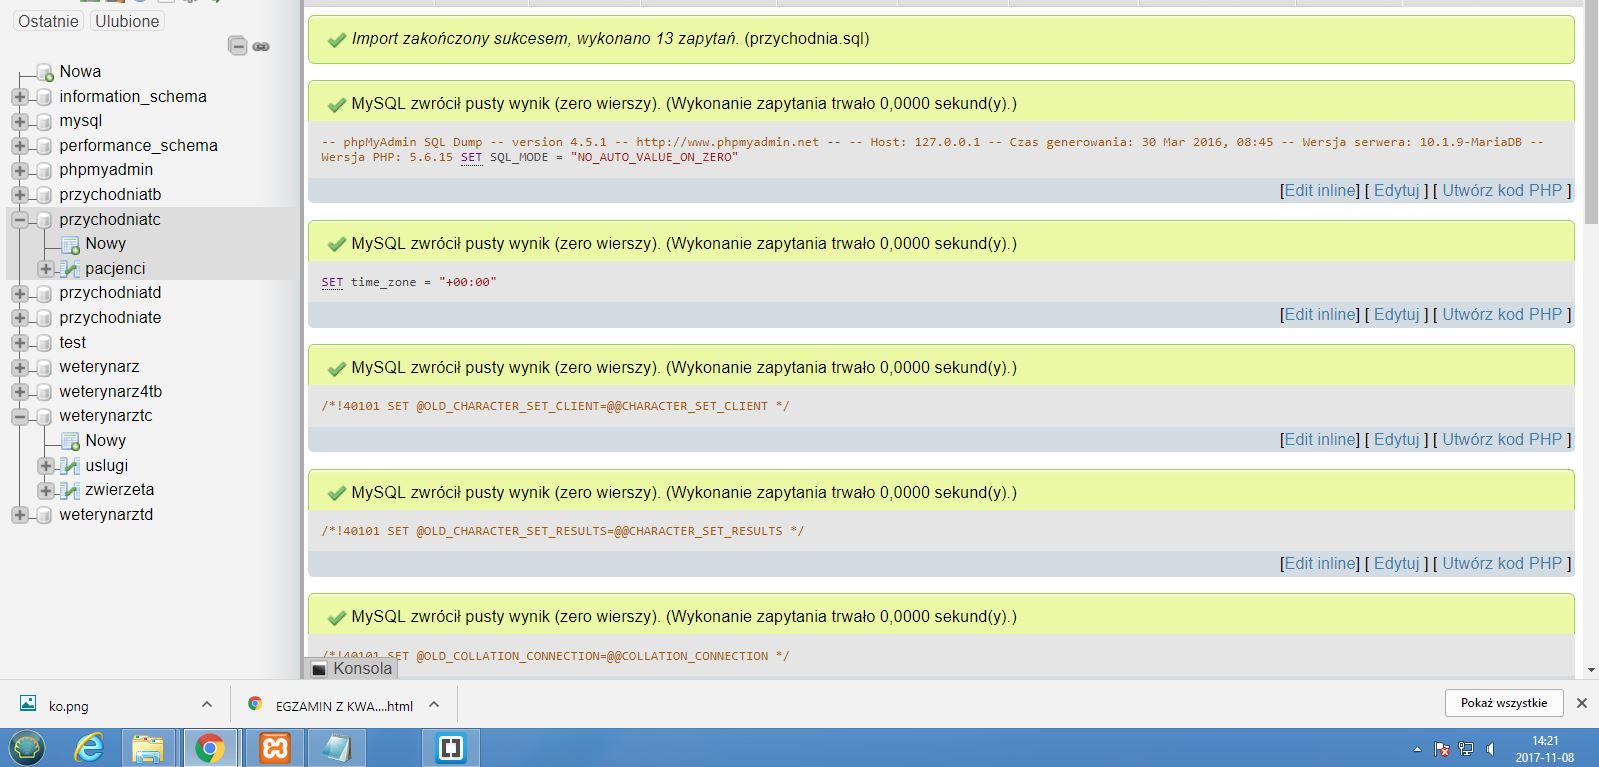 Ostatnie Ulubione
Nowa
information_schema
mysql
performance_schema
phpmyadmin
przychodniatb
przychodniatc
Nowy
pacjenci
przychodniatd
przychodniate
test
weterynarz
weterynarz4tb
weterynarztc
Nowy
uslugi
zwierzeta
weterynarztd
Import zakończony sukcesem, wykonano 13 zapytań. (przychodnia.sql)
MySQL zwrócił pusty wynik (zero wierszy). (Wykonanie zapytania trwało 0,0000 sekund(y).)
-- phpMyAdmin SQL Dump -- version 4.5.1 -- http://www.phpmyadmin.net -- -- Host: 127.0.0.1 -- Czas generowania: 30 Mar 2016, 08:45 -- Wersja serwera: 10.1.9-MariaDB --
Wersja PHP: 5.6.15 SET SQL_MODE = "NO_AUTO_VALUE_ON_ZERO"
[Edit inline] [ Edytuj ] [ Utwórz kod PHP ]
MySQL zwrócił pusty wynik (zero wierszy). (Wykonanie zapytania trwało 0,0000 sekund(y).)
SET time_zone = "+00:00"
[Edit inline] [ Edytuj ] [ Utwórz kod PHP ]
MySQL zwrócił pusty wynik (zero wierszy). (Wykonanie zapytania trwało 0,0000 sekund(y).)
/*!40101 SET @OLD_CHARACTER_SET_CLIENT=@@CHARACTER_SET_CLIENT */
[Edit inline] [ Edytuj ] [ Utwórz kod PHP ]
MySQL zwrócił pusty wynik (zero wierszy). (Wykonanie zapytania trwało 0,0000 sekund(y).)
/*!40101 SET @OLD_CHARACTER_SET_RESULTS=@@CHARACTER_SET_RESULTS */
[Edit inline] [ Edytuj ] [ Utwórz kod PHP ]
MySQL zwrócił pusty wynik (zero wierszy). (Wykonanie zapytania trwało 0,0000 sekund(y).)
/*!40101 SET @OLD_COLLATION_CONNECTION=@@COLLATION_CONNECTION */
Konsola
ko.png
EGZAMIN Z KWA....html
Pokaż wszystkie
14:21
2017-11-08